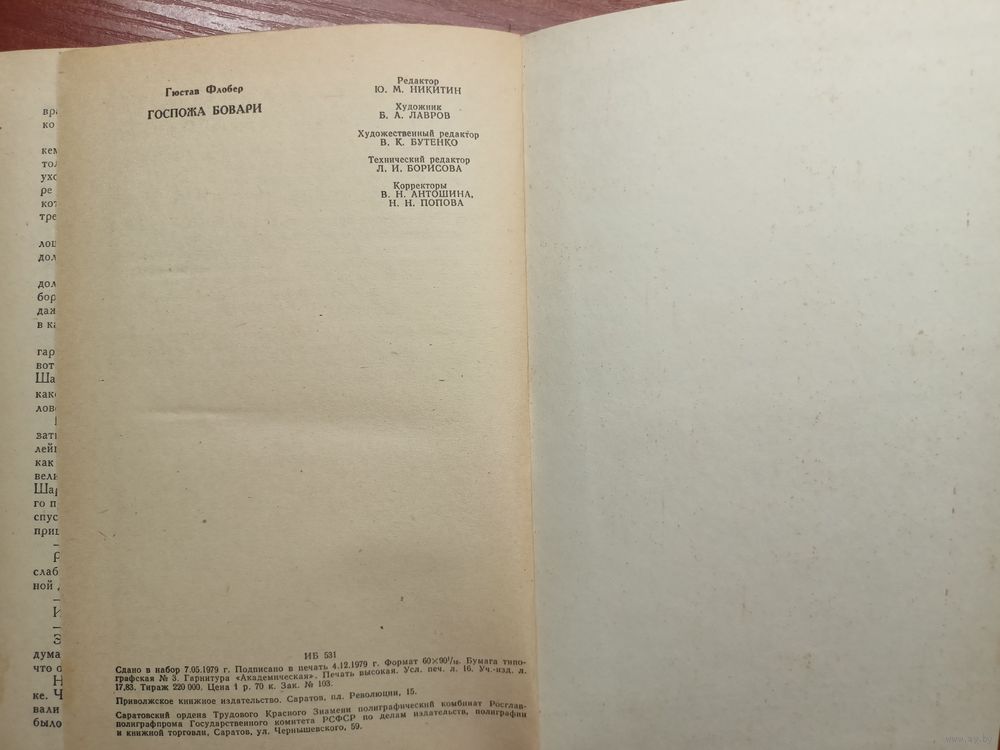 Гюстав Флобер
ГОСПОЖА БОВАРИ
Редактор
Ю. М. НИКИТИН
Художник
Б. А. ЛАВРОВ
Художественный редактор
В. К. БУТЕНКО
Технический редактор
Л. И. БОРИСОВА
Корректоры
В. Н. АНТОШИНА,
Н. Н. ПОПОВА
ИБ 531
Сдано в набор 7.05.1979 г. Подписано в печать 4.12.1979 г. Формат 60×90¹/₁₆. Бумага типо-
графская № 3. Гарнитура «Академическая». Печать высокая. Усл. печ. л. 16. Уч.-изд. л.
17,83. Тираж 220 000. Цена 1 р. 70 к. Зак. № 103.
Приволжское книжное издательство. Саратов, пл. Революции, 15.
Саратовский ордена Трудового Красного Знамени полиграфический комбинат Росглав-
полиграфпрома Государственного комитета РСФСР по делам издательств, полиграфии
и книжной торговли, Саратов, ул. Чернышевского, 59.